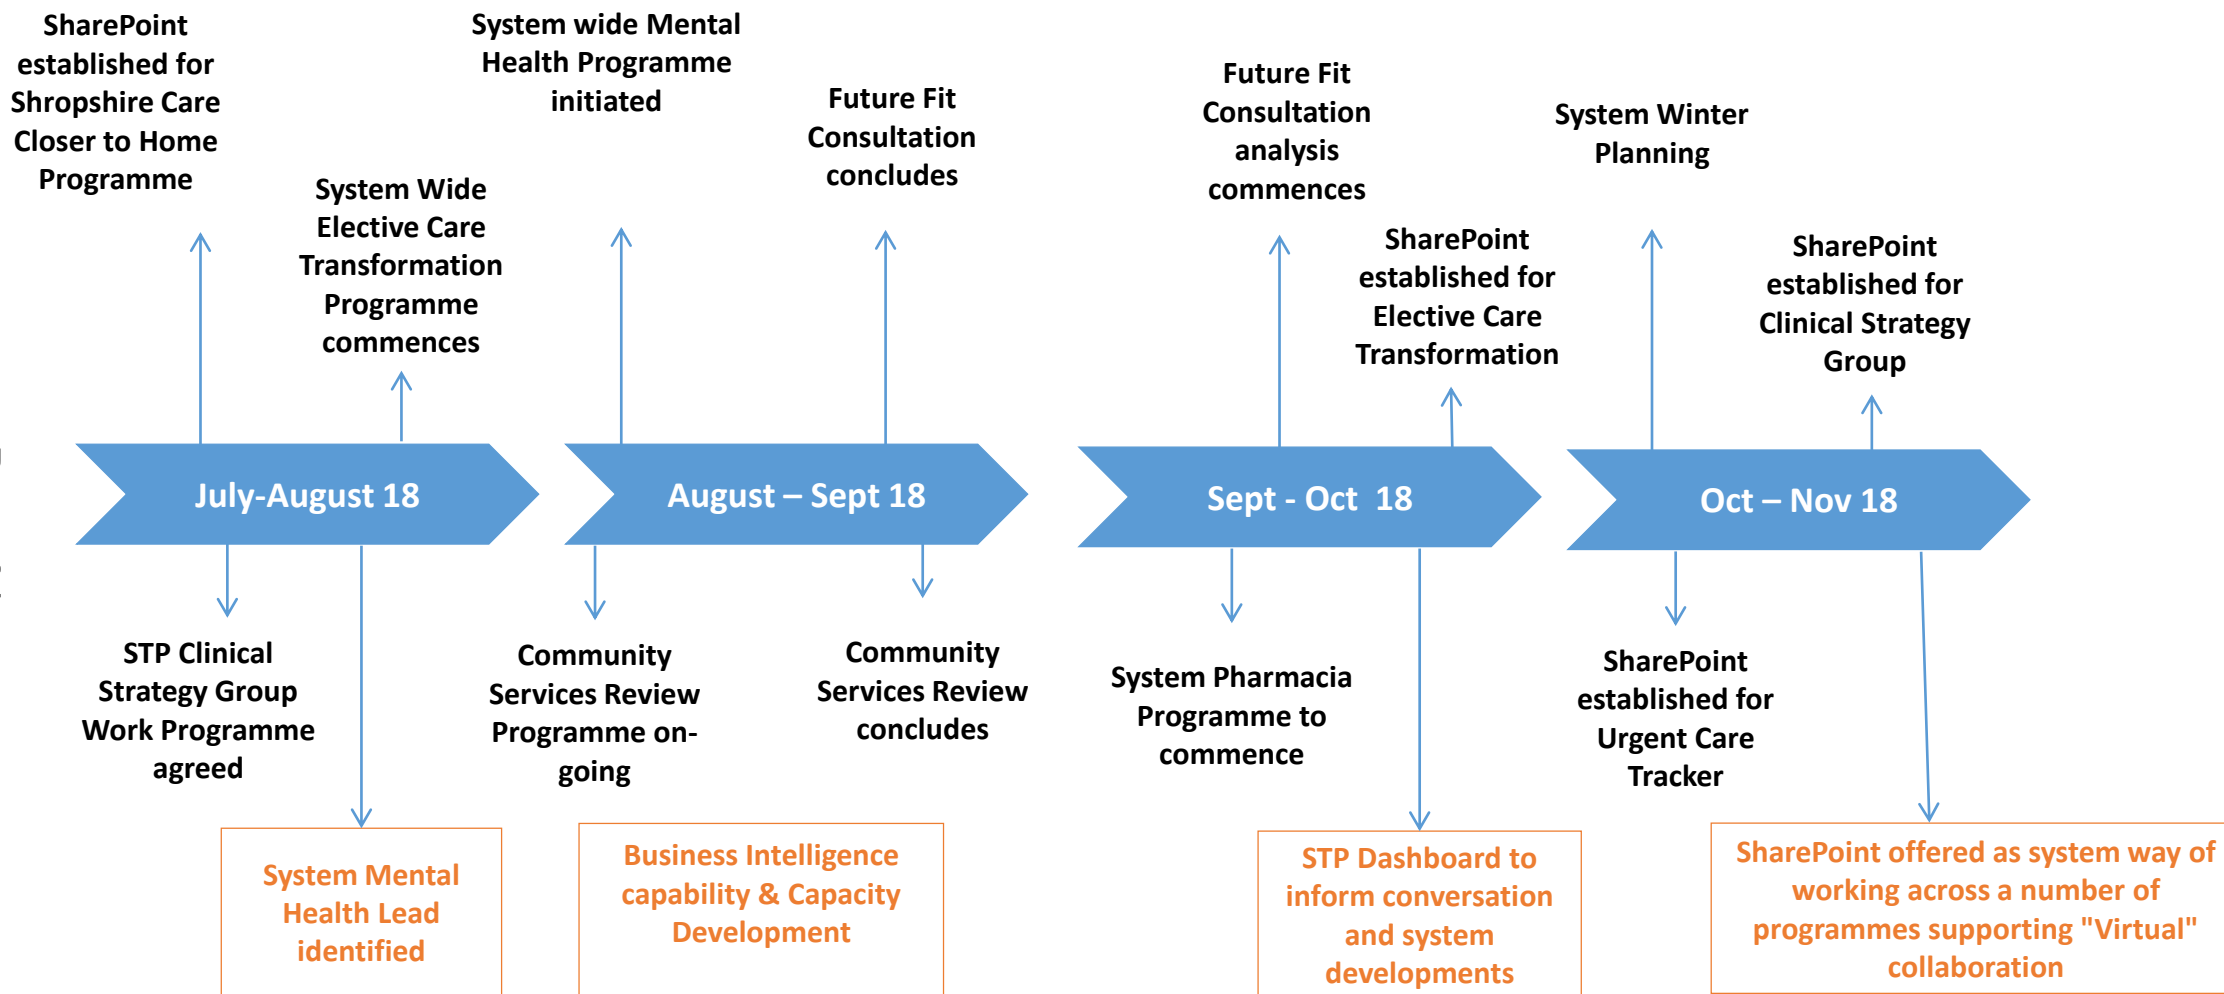 SharePoint
established for
Shropshire Care
Closer to Home
Programme
System Wide
Elective Care
Transformation
Programme
commences
System wide Mental
Health Programme
initiated
Future Fit
Consultation
concludes
Future Fit
Consultation
analysis
commences
SharePoint
established for
Elective Care
Transformation
System Winter
Planning
SharePoint
established for
Clinical Strategy
Group
July-August 18
August – Sept 18
Sept - Oct 18
Oct – Nov 18
STP Clinical
Strategy Group
Work Programme
agreed
Community
Services Review
Programme on-
going
Community
Services Review
concludes
System Pharmacia
Programme to
commence
SharePoint
established for
Urgent Care
Tracker
System Mental
Health Lead
identified
Business Intelligence
capability & Capacity
Development
STP Dashboard to
inform conversation
and system
developments
SharePoint offered as system way of
working across a number of
programmes supporting "Virtual"
collaboration